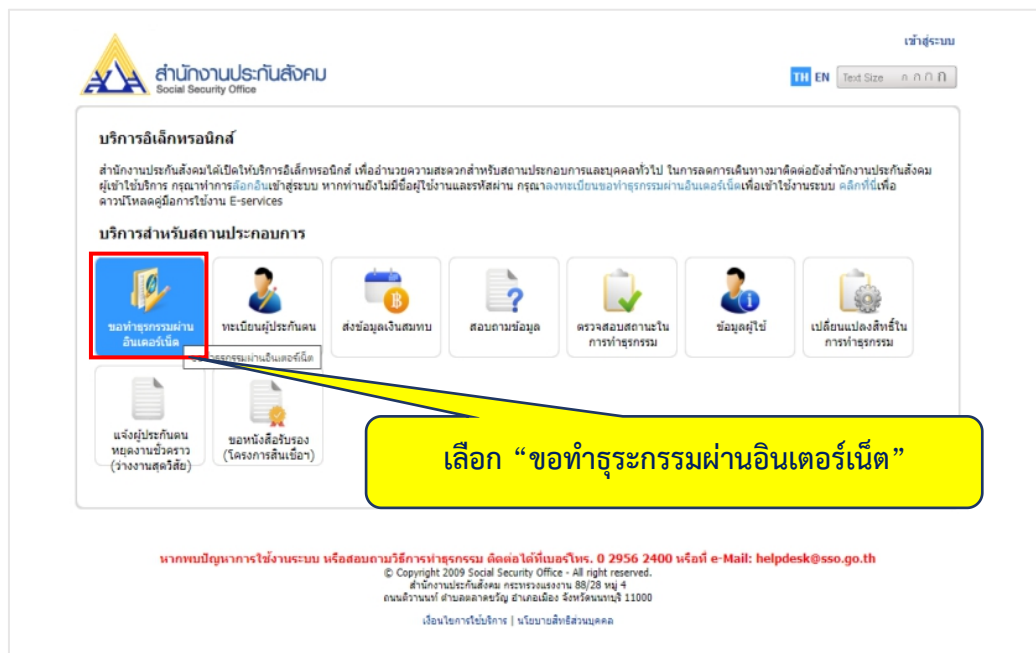 เข้าสู่ระบบ
สำนักงานประกันสังคม
Social Security Office
TH EN Text Size ก ก ก ก
บริการอิเล็กทรอนิกส์
สำนักงานประกันสังคมได้เปิดให้บริการอิเล็กทรอนิกส์ เพื่ออำนวยความสะดวกสำหรับสถานประกอบการและบุคคลทั่วไป ในการลดการเดินทางมาติดต่อยังสำนักงานประกันสังคม
ผู้เข้าใช้บริการ กรุณาทำการล็อกอินเข้าสู่ระบบ หากท่านยังไม่มีชื่อผู้ใช้งานและรหัสผ่าน กรุณาลงทะเบียนขอทำธุรกรรมผ่านอินเตอร์เน็ตเพื่อเข้าใช้งานระบบ คลิกที่นี่เพื่อ
ดาวน์โหลดคู่มือการใช้งาน E-services
บริการสำหรับสถานประกอบการ
ขอทำธุรกรรมผ่าน
อินเตอร์เน็ต
ทะเบียนผู้ประกันตน
ส่งข้อมูลเงินสมทบ
สอบถามข้อมูล
ตรวจสอบสถานะใน
การทำธุรกรรม
ข้อมูลผู้ใช้
เปลี่ยนแปลงสิทธิ์ใน
การทำธุรกรรม
แจ้งผู้ประกันตน
หยุดงานชั่วคราว
(ว่างงานสุดวิสัย)
ขอหนังสือรับรอง
(โครงการสินเชื่อฯ)
เลือก “ขอทำธุระกรรมผ่านอินเตอร์เน็ต”
หากพบปัญหาการใช้งานระบบ หรือสอบถามวิธีการทำธุรกรรม ติดต่อได้ที่เบอร์โทร. 0 2956 2400 หรือที่ e-Mail: helpdesk@sso.go.th
© Copyright 2009 Social Security Office - All right reserved.
สำนักงานประกันสังคม กระทรวงแรงงาน 88/28 หมู่ 4
ถนนติวานนท์ ตำบลตลาดขวัญ อำเภอเมือง จังหวัดนนทบุรี 11000
เงื่อนไขการใช้บริการ | นโยบายสิทธิส่วนบุคคล